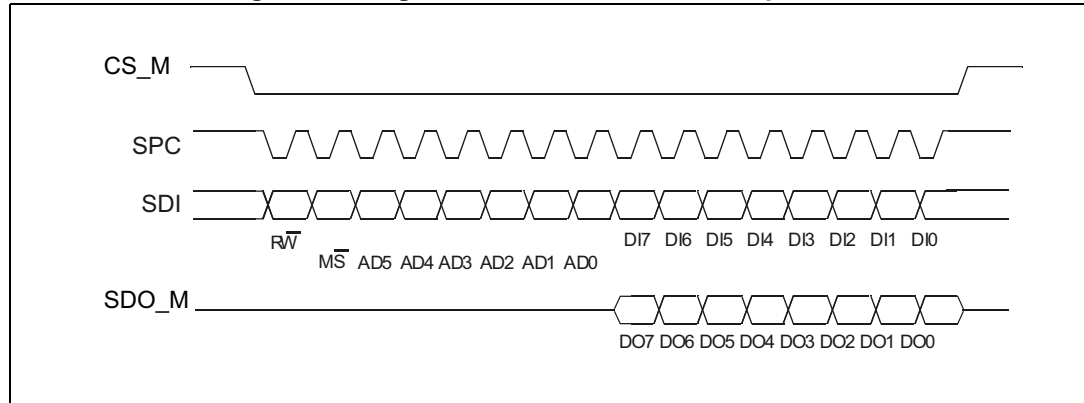 CS_M
SPC
SDI
RW̅ DI7 DI6 DI5 DI4 DI3 DI2 DI1 DI0
MS̅ AD5 AD4 AD3 AD2 AD1 AD0
SDO_M
DO7 DO6 DO5 DO4 DO3 DO2 DO1 DO0